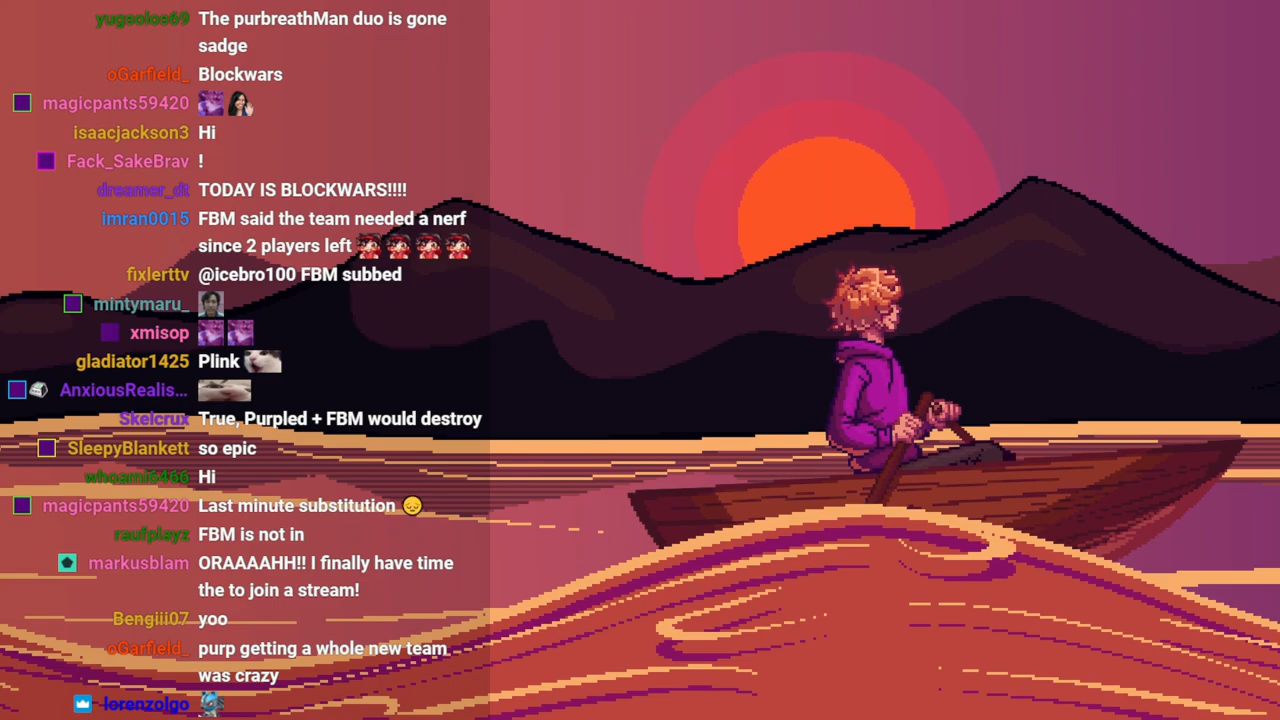 yugeolos69 The purbreathMan duo is gone
sadge
oGarfield_ Blockwars
magicpants59420
isaacjackson3 Hi
Fack_SakeBrav !
dreamer_dt TODAY IS BLOCKWARS!!!!
imran0015 FBM said the team needed a nerf
since 2 players left
fixlerttv @icebro100 FBM subbed
mintymaru_
xmisop
gladiator1425 Plink
AnxiousRealis...
Skelcrux True, Purpled + FBM would destroy
SleepyBlankett so epic
whoami6466 Hi
magicpants59420 Last minute substitution
raufplayz FBM is not in
markusblam ORAAAAHH!! I finally have time
the to join a stream!
Bengiii07 yoo
oGarfield_ purp getting a whole new team
was crazy
lorenzolgo